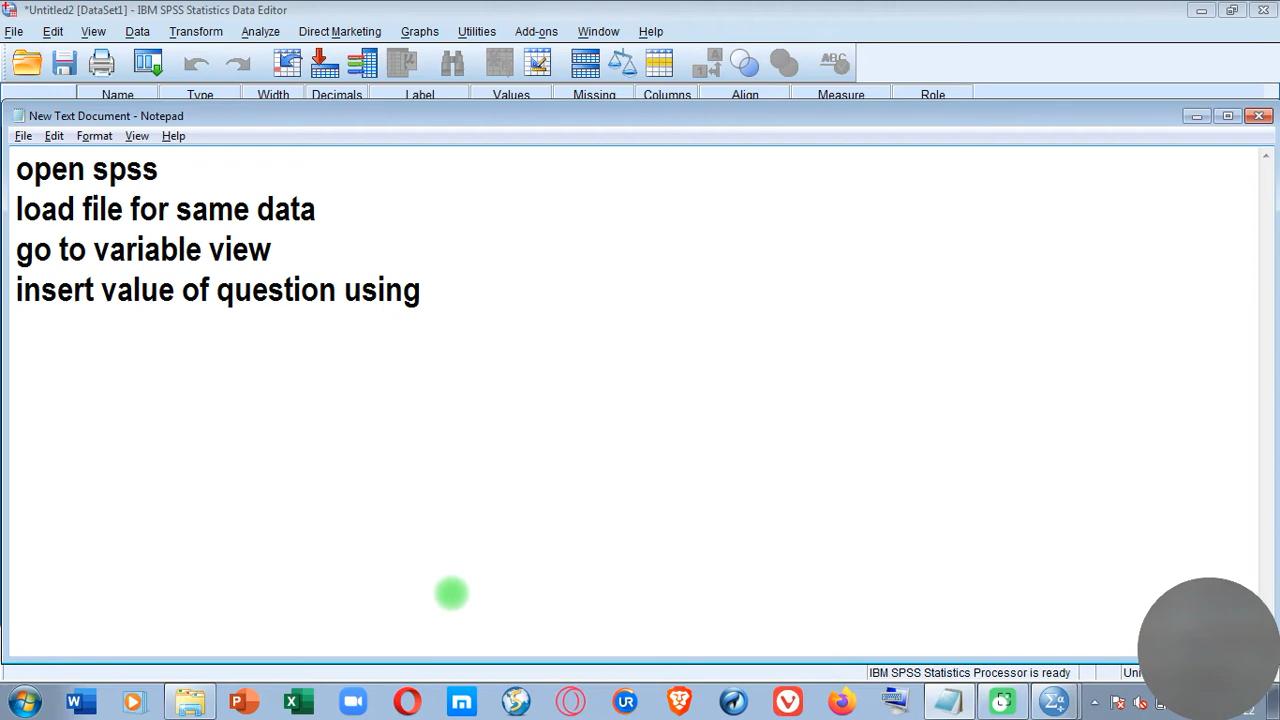 *Untitled2 [DataSet1] - IBM SPSS Statistics Data Editor
File Edit View Data Transform Analyze Direct Marketing Graphs Utilities Add-ons Window Help
Name Type Width Decimals Label Values Missing Columns Align Measure Role
New Text Document - Notepad
File Edit Format View Help
open spss
load file for same data
go to variable view
insert value of question using
IBM SPSS Statistics Processor is ready